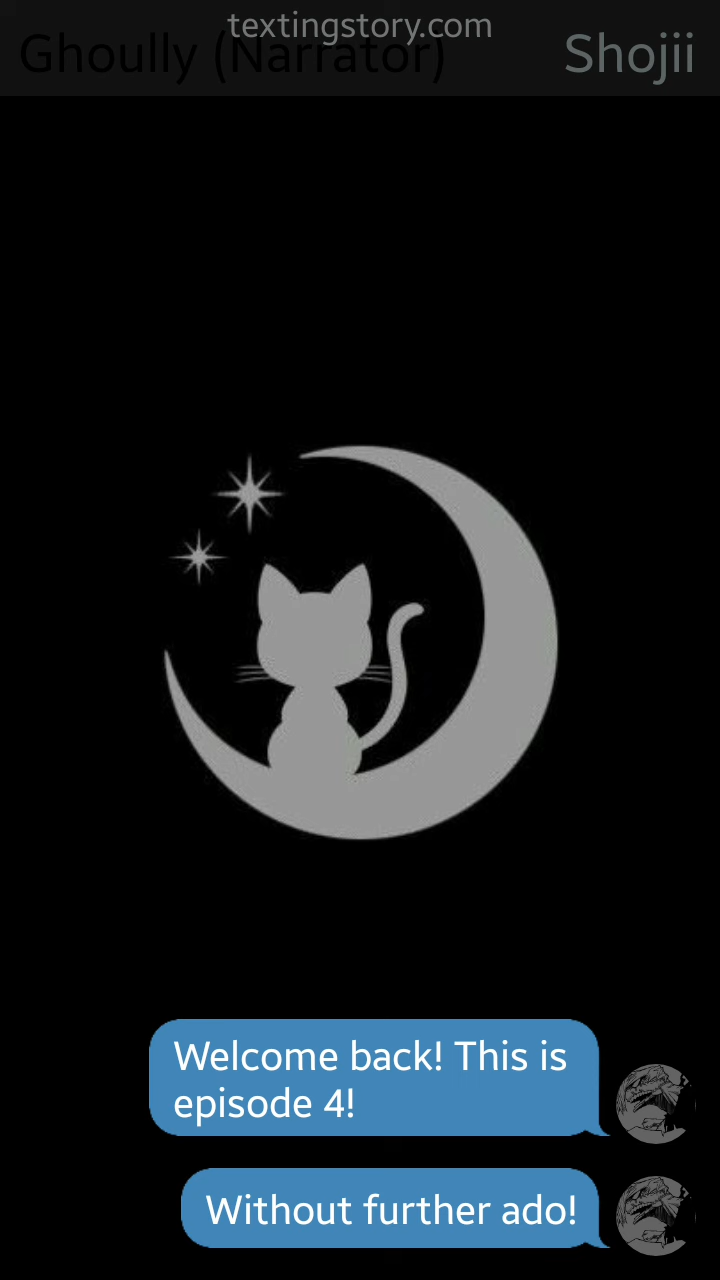 textingstory.com
Ghoully (Narrator)
Shojii
Welcome back! This is
episode 4!
Without further ado!